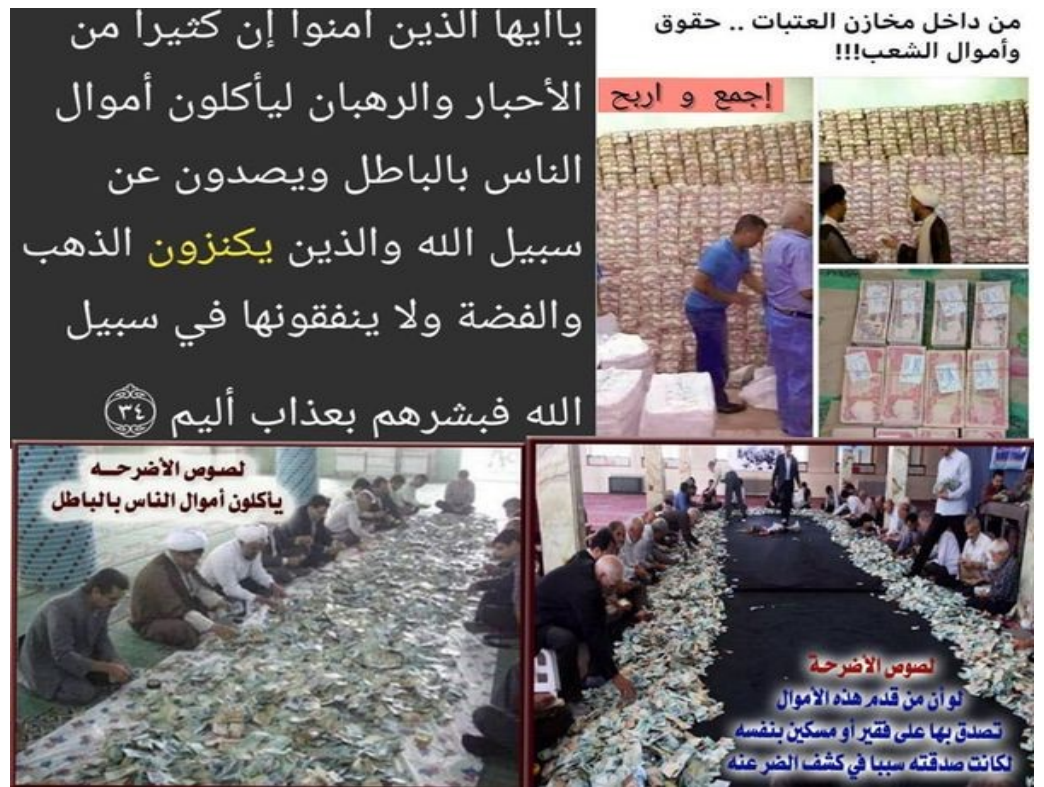 ياأيها الذين آمنوا إن كثيرا من
الأحبار والرهبان ليأكلون أموال
الناس بالباطل ويصدون عن
سبيل الله والذين يكنزون الذهب
والفضة ولا ينفقونها في سبيل
الله فبشرهم بعذاب أليم ٣٤
من داخل مخازن العتبات .. حقوق
وأموال الشعب!!!
إجمع و اربح
لصوص الأضرحـه
يأكلون أموال الناس بالباطل
لصوص الأضرحـة
لو أن من قدم هذه الأموال
تصدق بها على فقير أو مسكين بنفسه
لكانت صدقته سببا في كشف الضر عنه